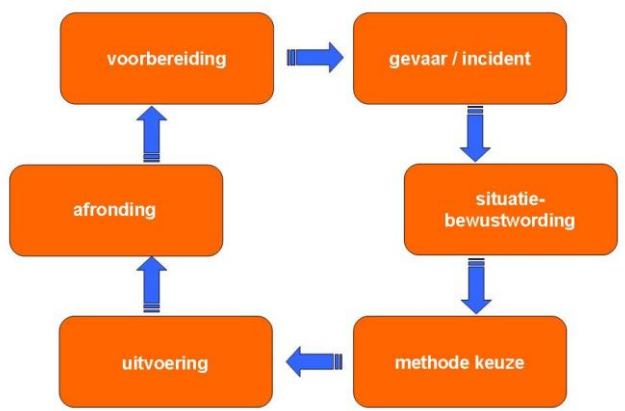 voorbereiding
gevaar / incident
situatie-
bewustwording
methode keuze
uitvoering
afronding